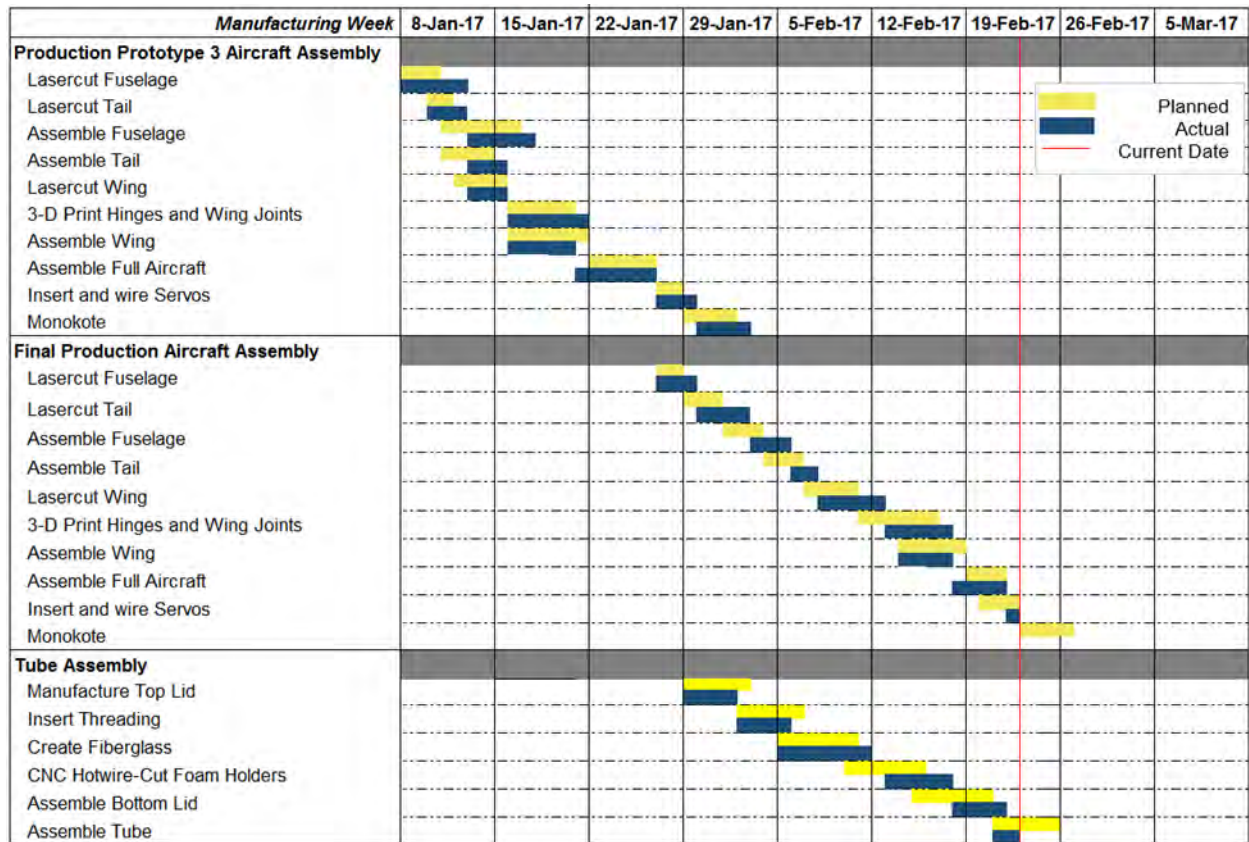 Manufacturing Week 8-Jan-17 15-Jan-17 22-Jan-17 29-Jan-17 5-Feb-17 12-Feb-17 19-Feb-17 26-Feb-17 5-Mar-17
Production Prototype 3 Aircraft Assembly
Lasercut Fuselage
Lasercut Tail
Assemble Fuselage
Assemble Tail
Lasercut Wing
3-D Print Hinges and Wing Joints
Assemble Wing
Assemble Full Aircraft
Insert and wire Servos
Monokote
Planned
Actual
Current Date
Final Production Aircraft Assembly
Lasercut Fuselage
Lasercut Tail
Assemble Fuselage
Assemble Tail
Lasercut Wing
3-D Print Hinges and Wing Joints
Assemble Wing
Assemble Full Aircraft
Insert and wire Servos
Monokote
Tube Assembly
Manufacture Top Lid
Insert Threading
Create Fiberglass
CNC Hotwire-Cut Foam Holders
Assemble Bottom Lid
Assemble Tube